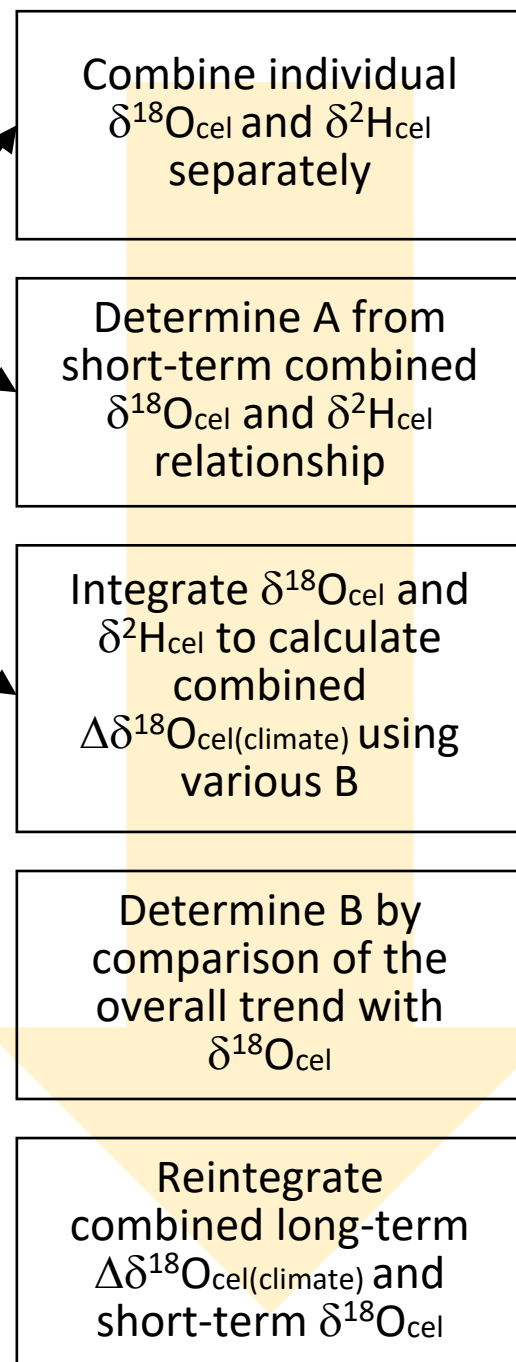 Combine individual
δ¹⁸Ocel and δ²Hcel
separately
Determine A from
short-term combined
δ¹⁸Ocel and δ²Hcel
relationship
Integrate δ¹⁸Ocel and
δ²Hcel to calculate
combined
Δδ¹⁸Ocel(climate) using
various B
Determine B by
comparison of the
overall trend with
δ¹⁸Ocel
Reintegrate
combined long-term
Δδ¹⁸Ocel(climate) and
short-term δ¹⁸Ocel